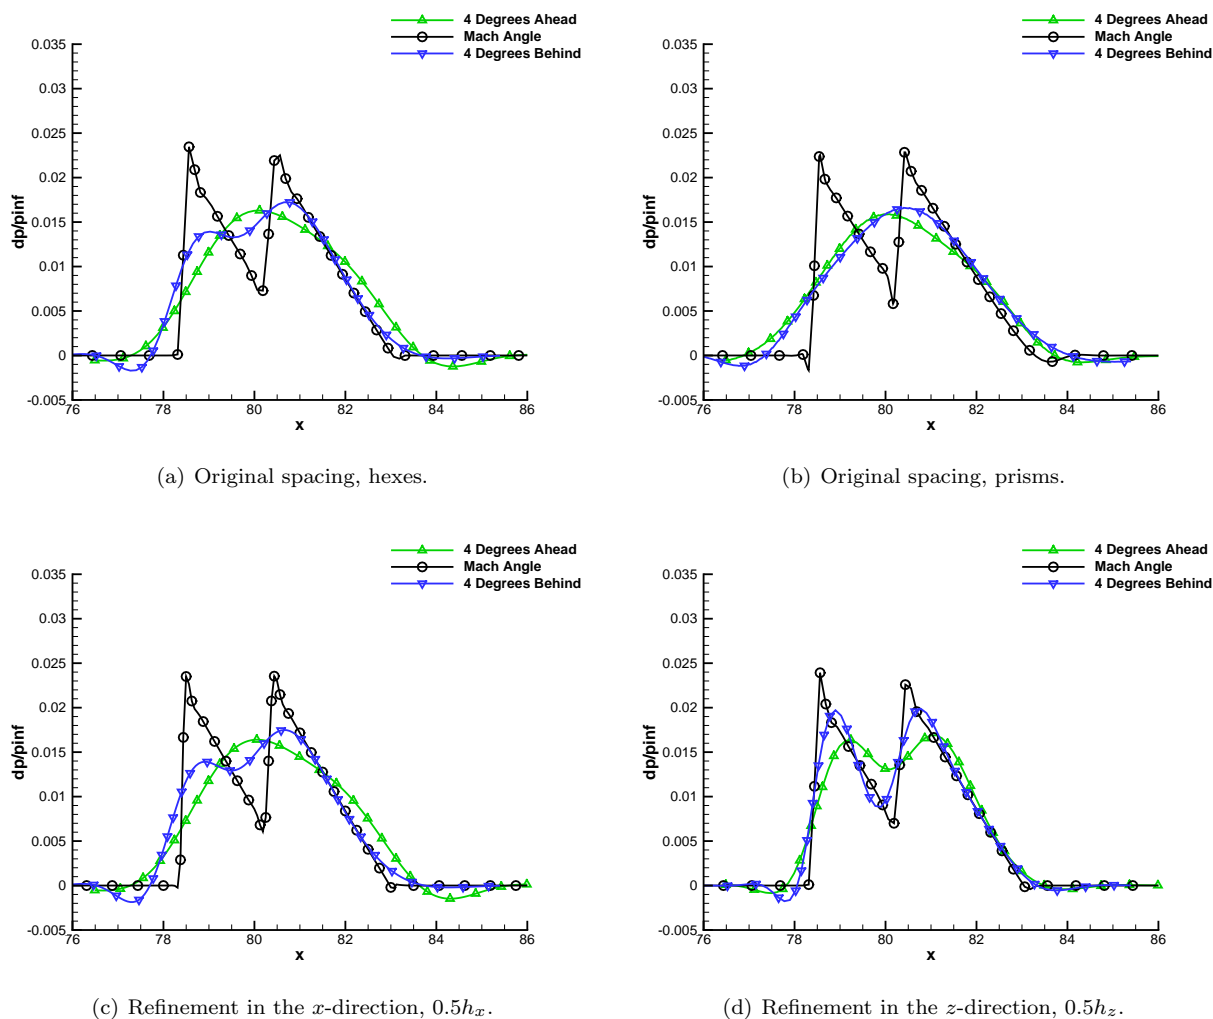 4 Degrees Ahead
Mach Angle
4 Degrees Behind
0.035
0.03
0.025
0.02
0.015
0.01
0.005
0
-0.005
dp/pinf
76 78 80 82 84 86
x
(a) Original spacing, hexes.
4 Degrees Ahead
Mach Angle
4 Degrees Behind
0.035
0.03
0.025
0.02
0.015
0.01
0.005
0
-0.005
dp/pinf
76 78 80 82 84 86
x
(b) Original spacing, prisms.
4 Degrees Ahead
Mach Angle
4 Degrees Behind
0.035
0.03
0.025
0.02
0.015
0.01
0.005
0
-0.005
dp/pinf
76 78 80 82 84 86
x
(c) Refinement in the x-direction, 0.5hₓ.
4 Degrees Ahead
Mach Angle
4 Degrees Behind
0.035
0.03
0.025
0.02
0.015
0.01
0.005
0
-0.005
dp/pinf
76 78 80 82 84 86
x
(d) Refinement in the z-direction, 0.5h_z.